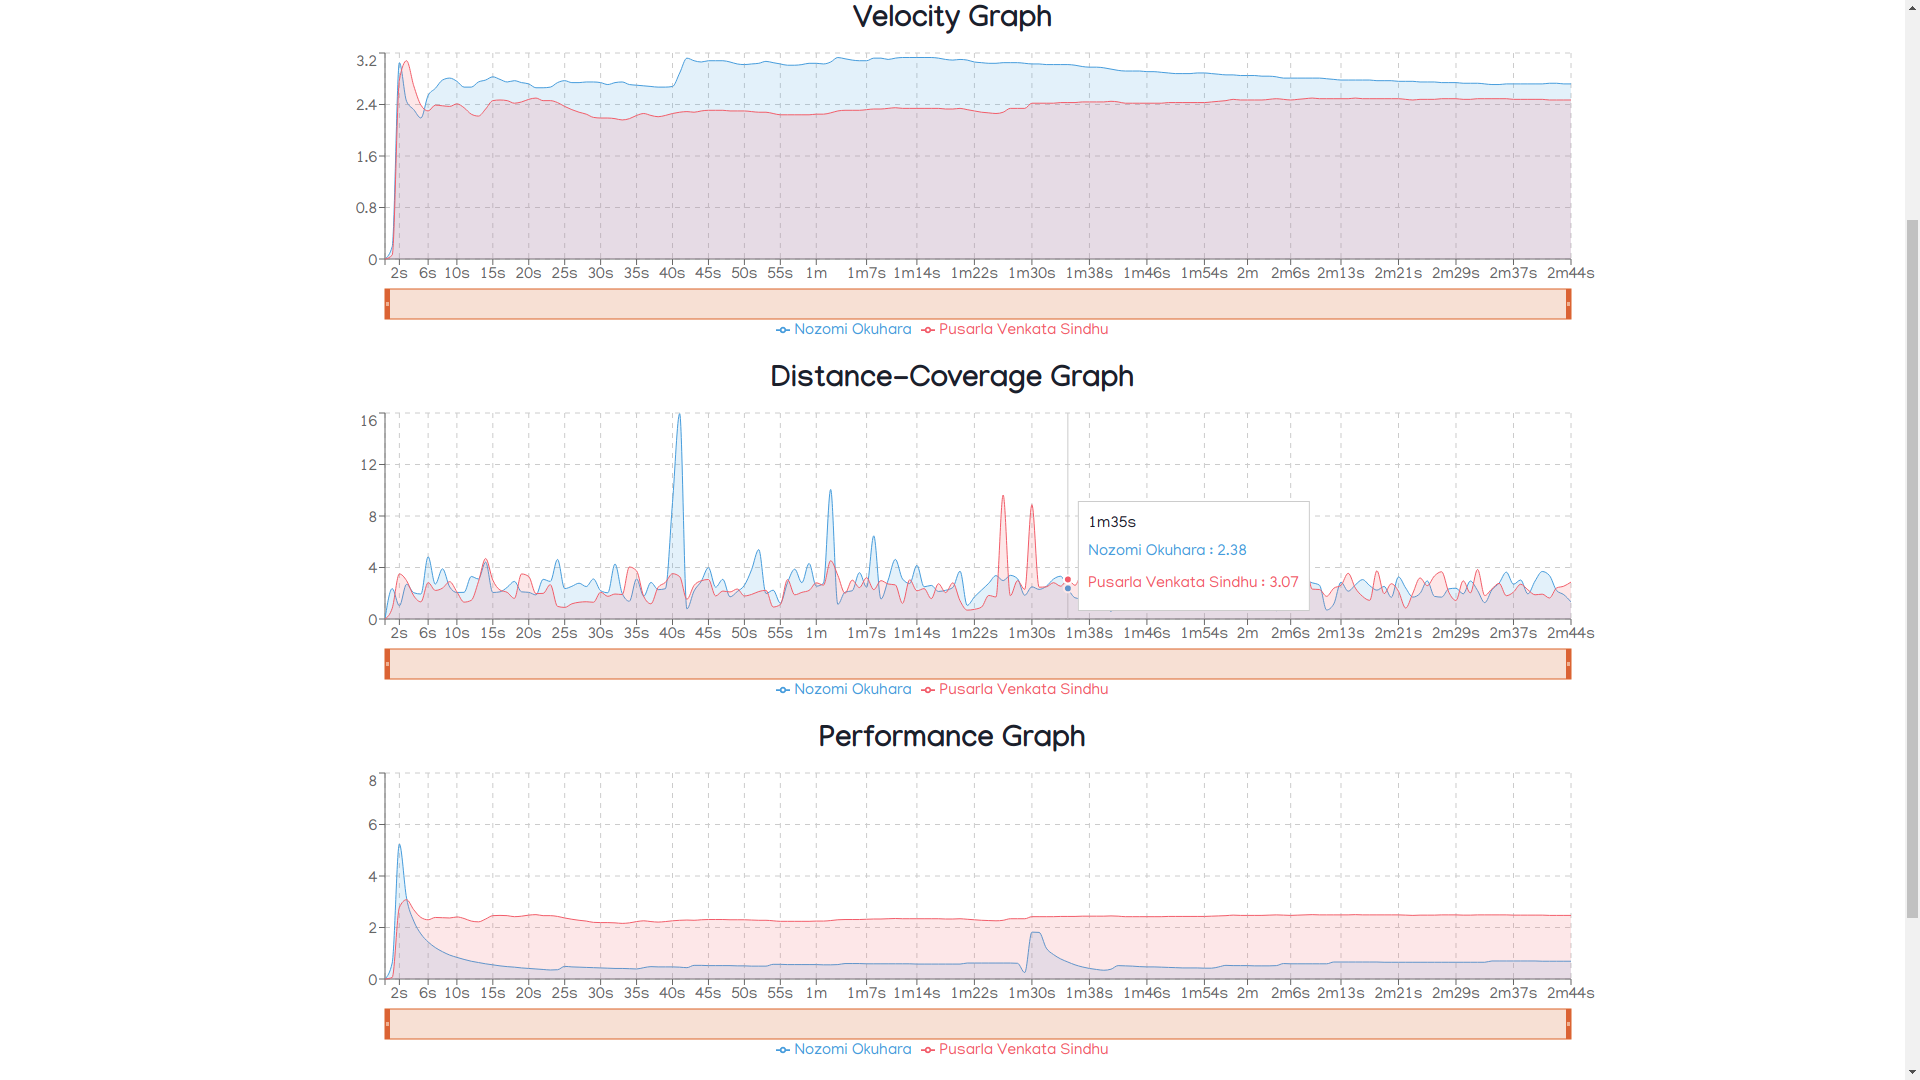 Velocity Graph
3.2
2.4
1.6
0.8
0
2s 6s 10s 15s 20s 25s 30s 35s 40s 45s 50s 55s 1m 1m7s 1m14s 1m22s 1m30s 1m38s 1m46s 1m54s 2m 2m6s 2m13s 2m21s 2m29s 2m37s 2m44s
Nozomi Okuhara Pusarla Venkata Sindhu
Distance-Coverage Graph
16
12
8
4
0
1m35s
Nozomi Okuhara : 2.38
Pusarla Venkata Sindhu : 3.07
2s 6s 10s 15s 20s 25s 30s 35s 40s 45s 50s 55s 1m 1m7s 1m14s 1m22s 1m30s 1m38s 1m46s 1m54s 2m 2m6s 2m13s 2m21s 2m29s 2m37s 2m44s
Nozomi Okuhara Pusarla Venkata Sindhu
Performance Graph
8
6
4
2
0
2s 6s 10s 15s 20s 25s 30s 35s 40s 45s 50s 55s 1m 1m7s 1m14s 1m22s 1m30s 1m38s 1m46s 1m54s 2m 2m6s 2m13s 2m21s 2m29s 2m37s 2m44s
Nozomi Okuhara Pusarla Venkata Sindhu